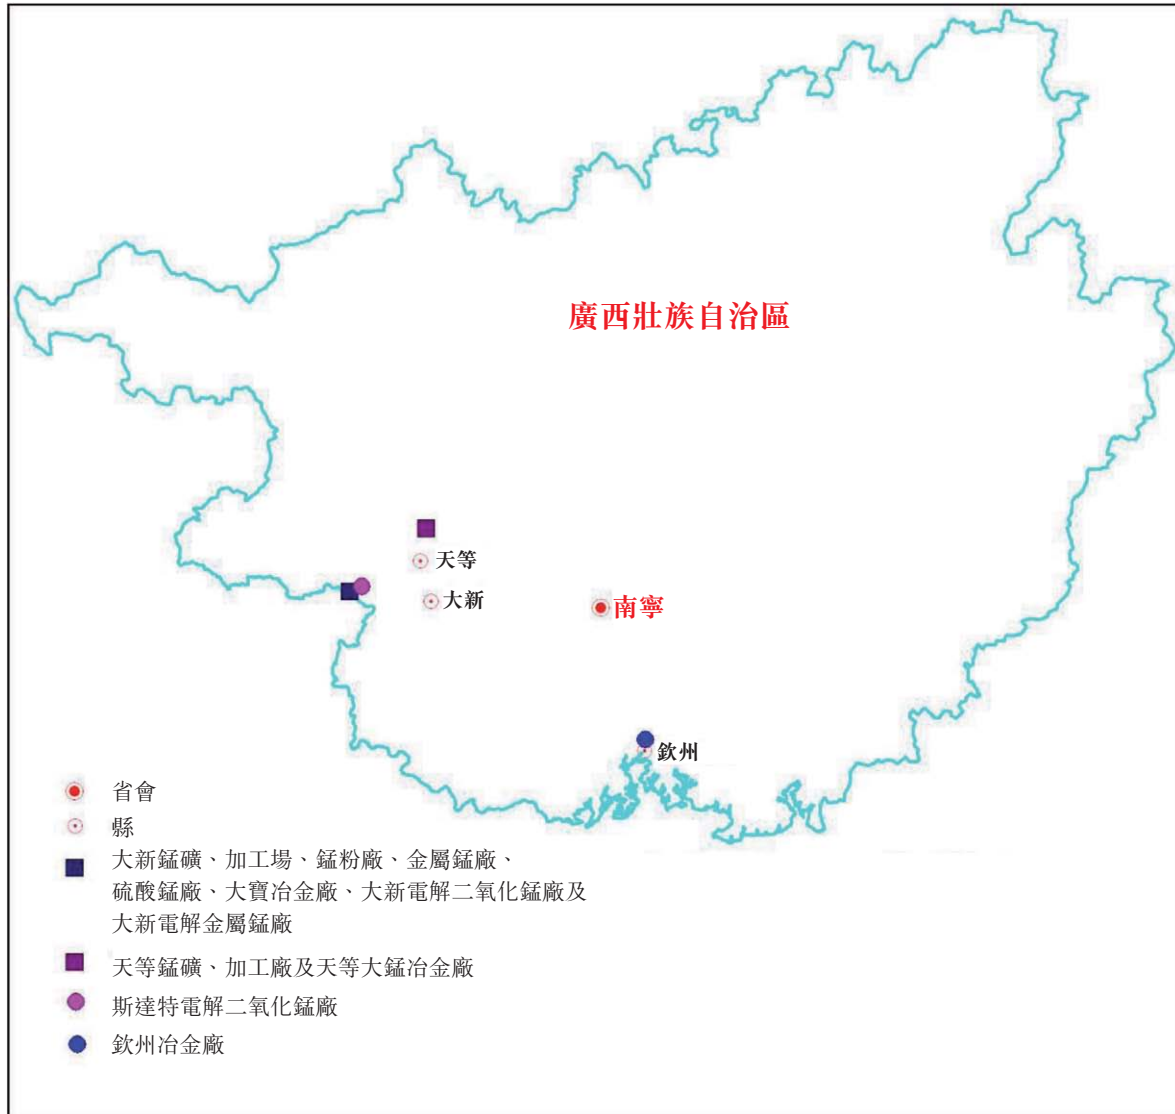 廣西壯族自治區
天等
大新
南寧
欽州
省會
縣
大新錳礦、加工場、錳粉廠、金屬錳廠、
硫酸錳廠、大寶冶金廠、大新電解二氧化錳廠及
大新電解金屬錳廠
天等錳礦、加工廠及天等大錳冶金廠
斯達特電解二氧化錳廠
欽州冶金廠